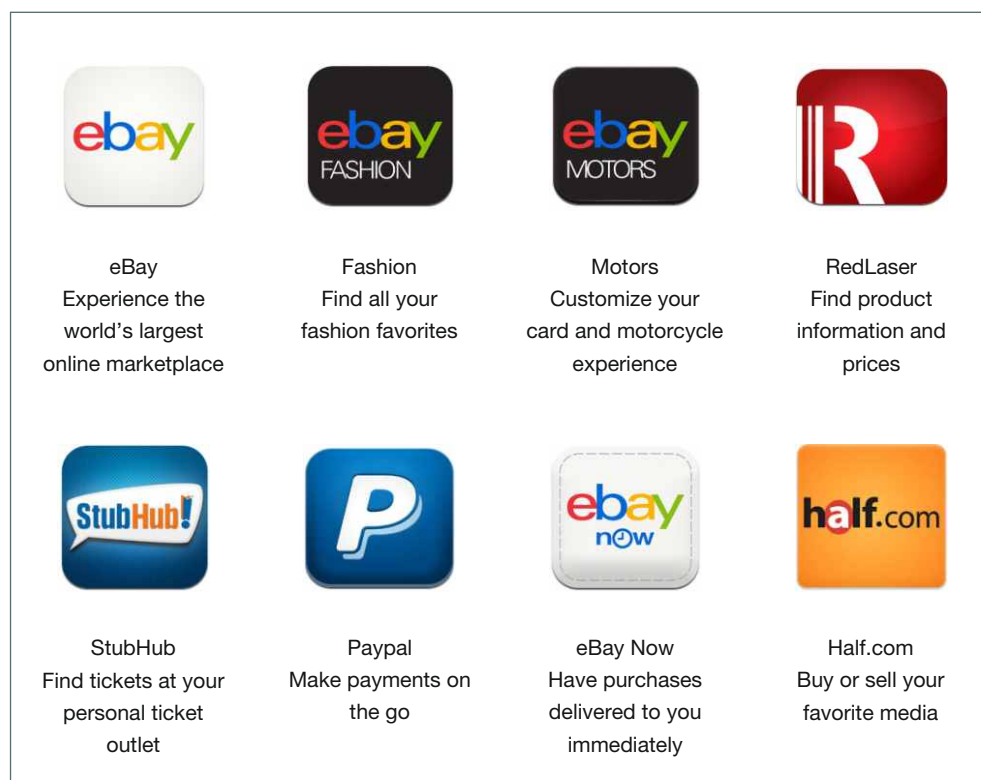 ebay
ebay
FASHION
ebay
MOTORS
R
eBay
Experience the
world's largest
online marketplace
Fashion
Find all your
fashion favorites
Motors
Customize your
card and motorcycle
experience
RedLaser
Find product
information and
prices
StubHub!
P
ebay
now
half.com
StubHub
Find tickets at your
personal ticket
outlet
Paypal
Make payments on
the go
eBay Now
Have purchases
delivered to you
immediately
Half.com
Buy or sell your
favorite media